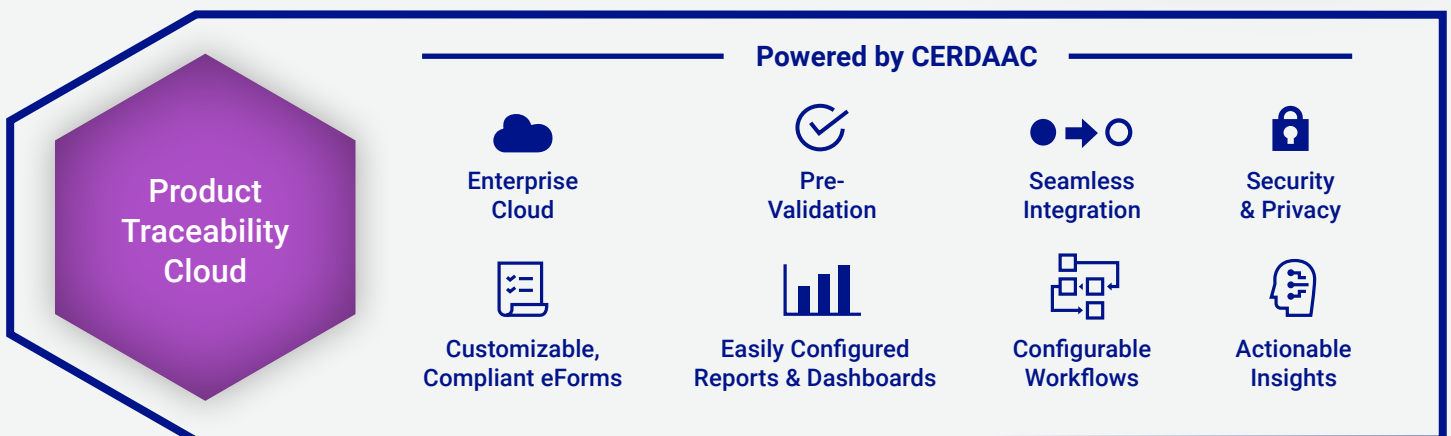 Product
Traceability
Cloud
Powered by CERDAAC
Enterprise
Cloud
Pre-
Validation
Seamless
Integration
Security
& Privacy
Customizable,
Compliant eForms
Easily Configured
Reports & Dashboards
Configurable
Workflows
Actionable
Insights